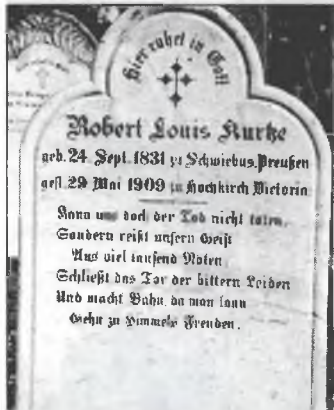 Hier ruhet in Gott
Robert Louis Kurtze
geb. 24 Sept. 1831 zu Schwiebus, Preußen
gest. 29 Mai 1909 zu Hochkirch Victoria
Kann uns doch der Tod nicht töten,
Sondern reißt unsern Geist
Aus viel tausend Nöten,
Schließt das Tor der bittern Leiden
Und macht Bahn, da man kann
Gehn zu Himmels Freuden.